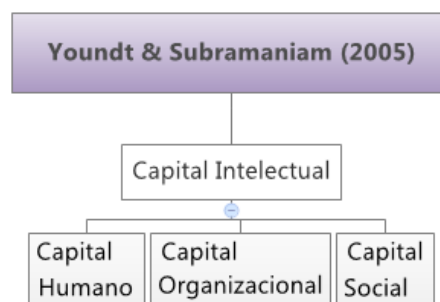 Youndt & Subramaniam (2005)
Capital Intelectual
Capital
Humano
Capital
Organizacional
Capital
Social